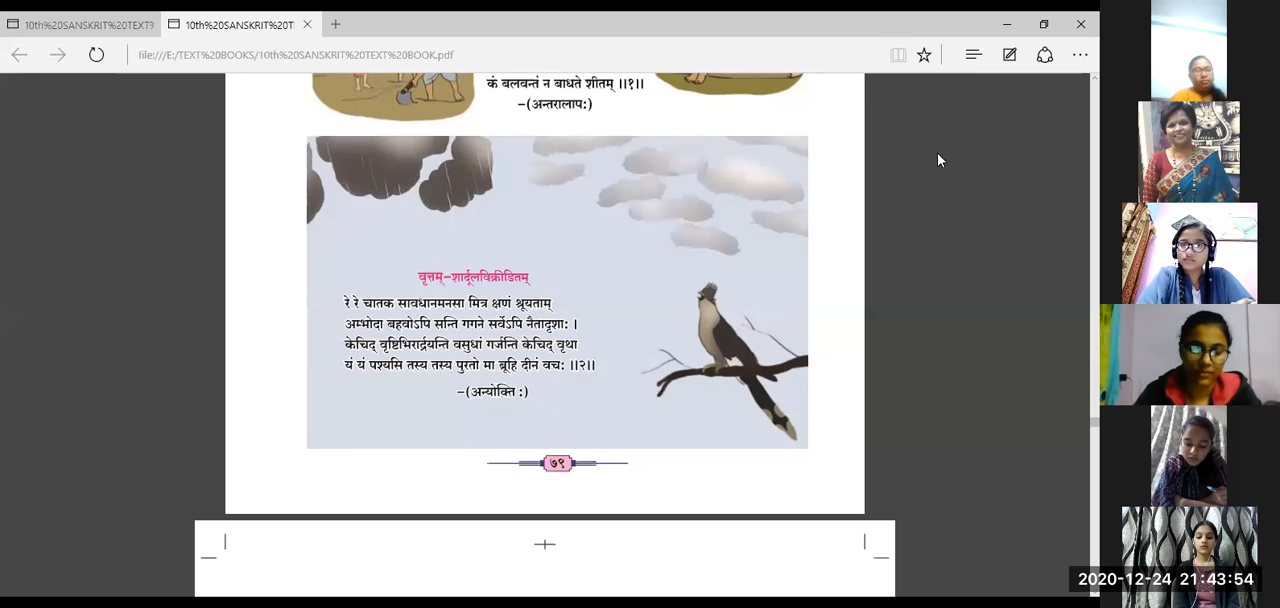 10th%20SANSKRIT%20TEXT%
10th%20SANSKRIT%20T
file:///E:/TEXT%20BOOKS/10th%20SANSKRIT%20TEXT%20BOOK.pdf
कं बलवन्तं न बाधते शीतम् ।।१।।
–(अन्तरालापः)
वृत्तम्–शार्दूलविक्रीडितम्
रे रे चातक सावधानमनसा मित्र क्षणं श्रूयताम्
अम्भोदा बहवोऽपि सन्ति गगने सर्वेऽपि नैतादृशाः ।
केचिद् वृष्टिभिरार्द्रयन्ति वसुधां गर्जन्ति केचिद् वृथा
यं यं पश्यसि तस्य तस्य पुरतो मा ब्रूहि दीनं वचः ।।२।।
–(अन्योक्तिः)
७९
2020-12-24 21:43:54